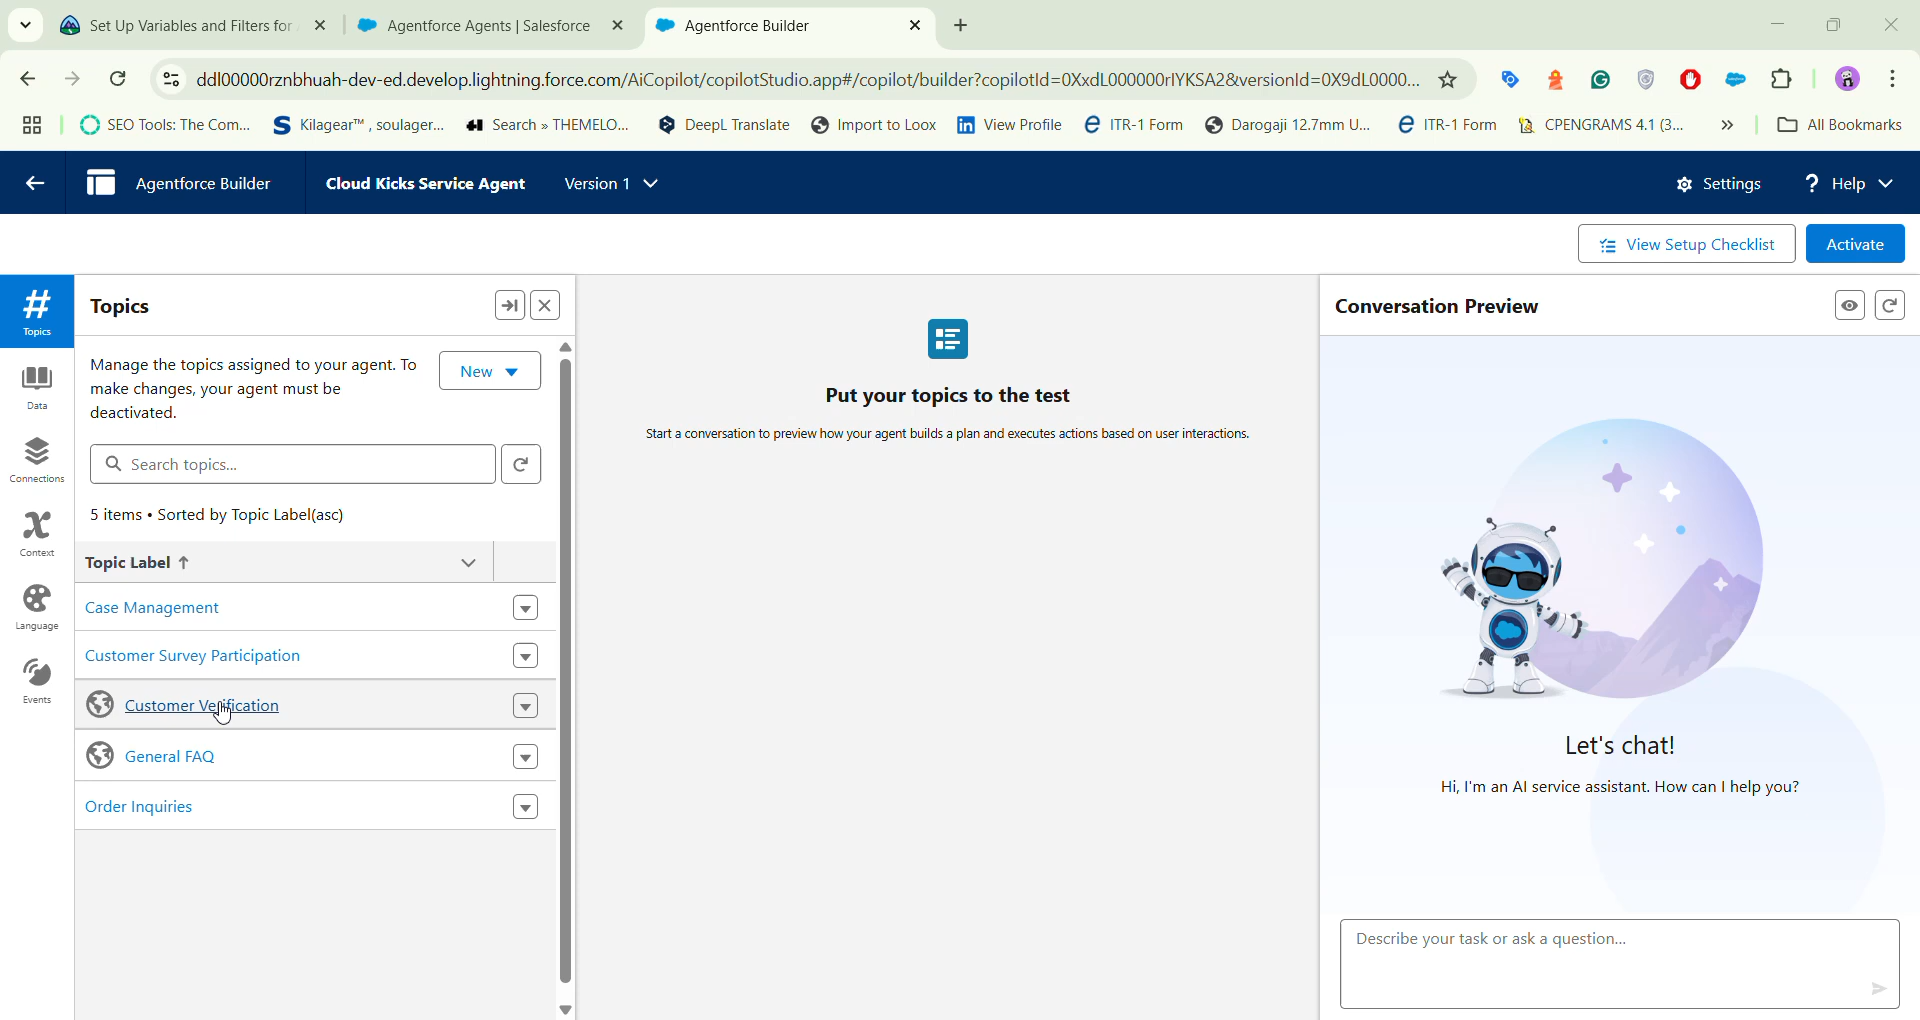 Set Up Variables and Filters for
Agentforce Agents | Salesforce
Agentforce Builder
ddl00000rznbhuah-dev-ed.develop.lightning.force.com/AiCopilot/copilotStudio.app#/copilot/builder?copilotId=0XxdL000000rIYKSA2&versionId=0X9dL0000...
SEO Tools: The Com...
Kilagear™ , soulager...
Search » THEMELO...
DeepL Translate
Import to Loox
View Profile
ITR-1 Form
Darogaji 12.7mm U...
ITR-1 Form
CPENGRAMS 4.1 (3...
»
All Bookmarks
Agentforce Builder
Cloud Kicks Service Agent
Version 1
Settings
? Help
View Setup Checklist
Activate
Topics
Data
Connections
Context
Language
Events
Topics
Manage the topics assigned to your agent. To
make changes, your agent must be
deactivated.
New
Search topics...
5 items • Sorted by Topic Label(asc)
Topic Label ↑
Case Management
Customer Survey Participation
Customer Verification
General FAQ
Order Inquiries
Put your topics to the test
Start a conversation to preview how your agent builds a plan and executes actions based on user interactions.
Conversation Preview
Let's chat!
Hi, I'm an AI service assistant. How can I help you?
Describe your task or ask a question...